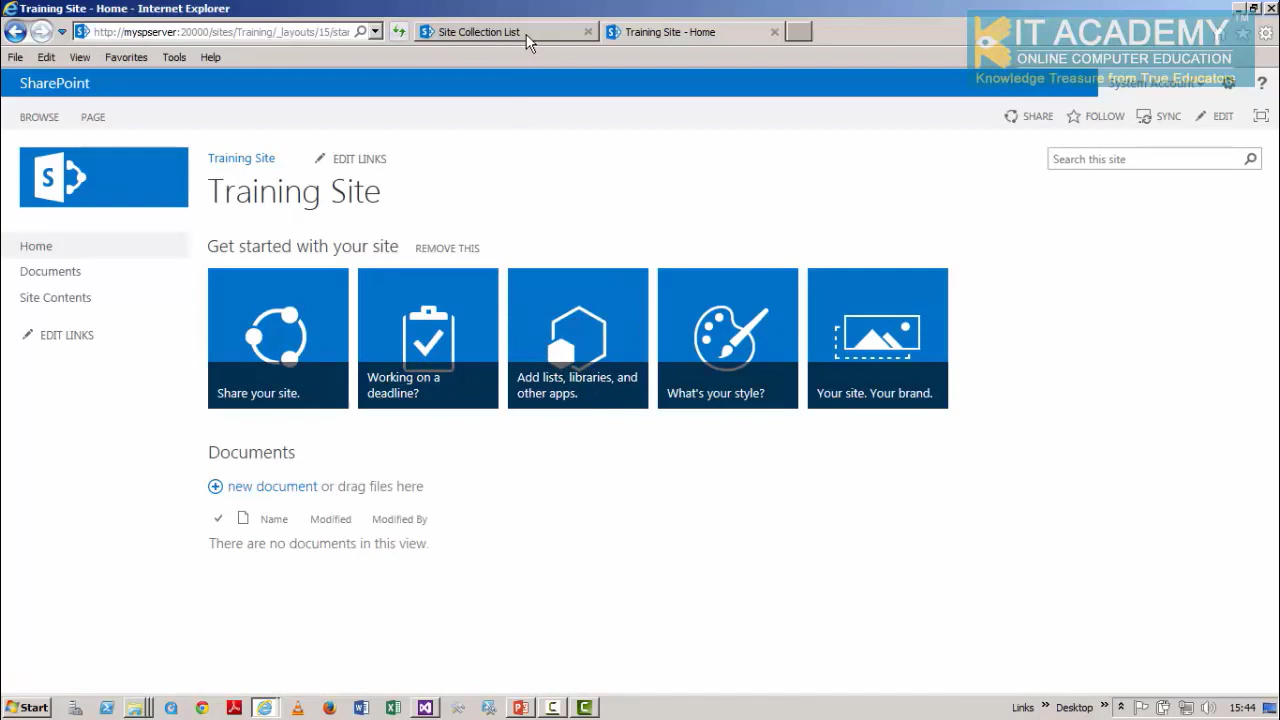 Training Site - Home - Internet Explorer
http://myspserver:20000/sites/Training/_layouts/15/star
Site Collection List
Training Site - Home
File Edit View Favorites Tools Help
KIT ACADEMY
TM
ONLINE COMPUTER EDUCATION
Knowledge Treasure from True Educators
SharePoint
System Account
?
BROWSE PAGE
SHARE FOLLOW SYNC EDIT
S
Training Site EDIT LINKS
Search this site
Training Site
Home
Documents
Site Contents
EDIT LINKS
Get started with your site REMOVE THIS
Share your site.
Working on a
deadline?
Add lists, libraries, and
other apps.
What's your style?
Your site. Your brand.
Documents
new document or drag files here
Name Modified Modified By
There are no documents in this view.
Start
Links » Desktop » 15:44